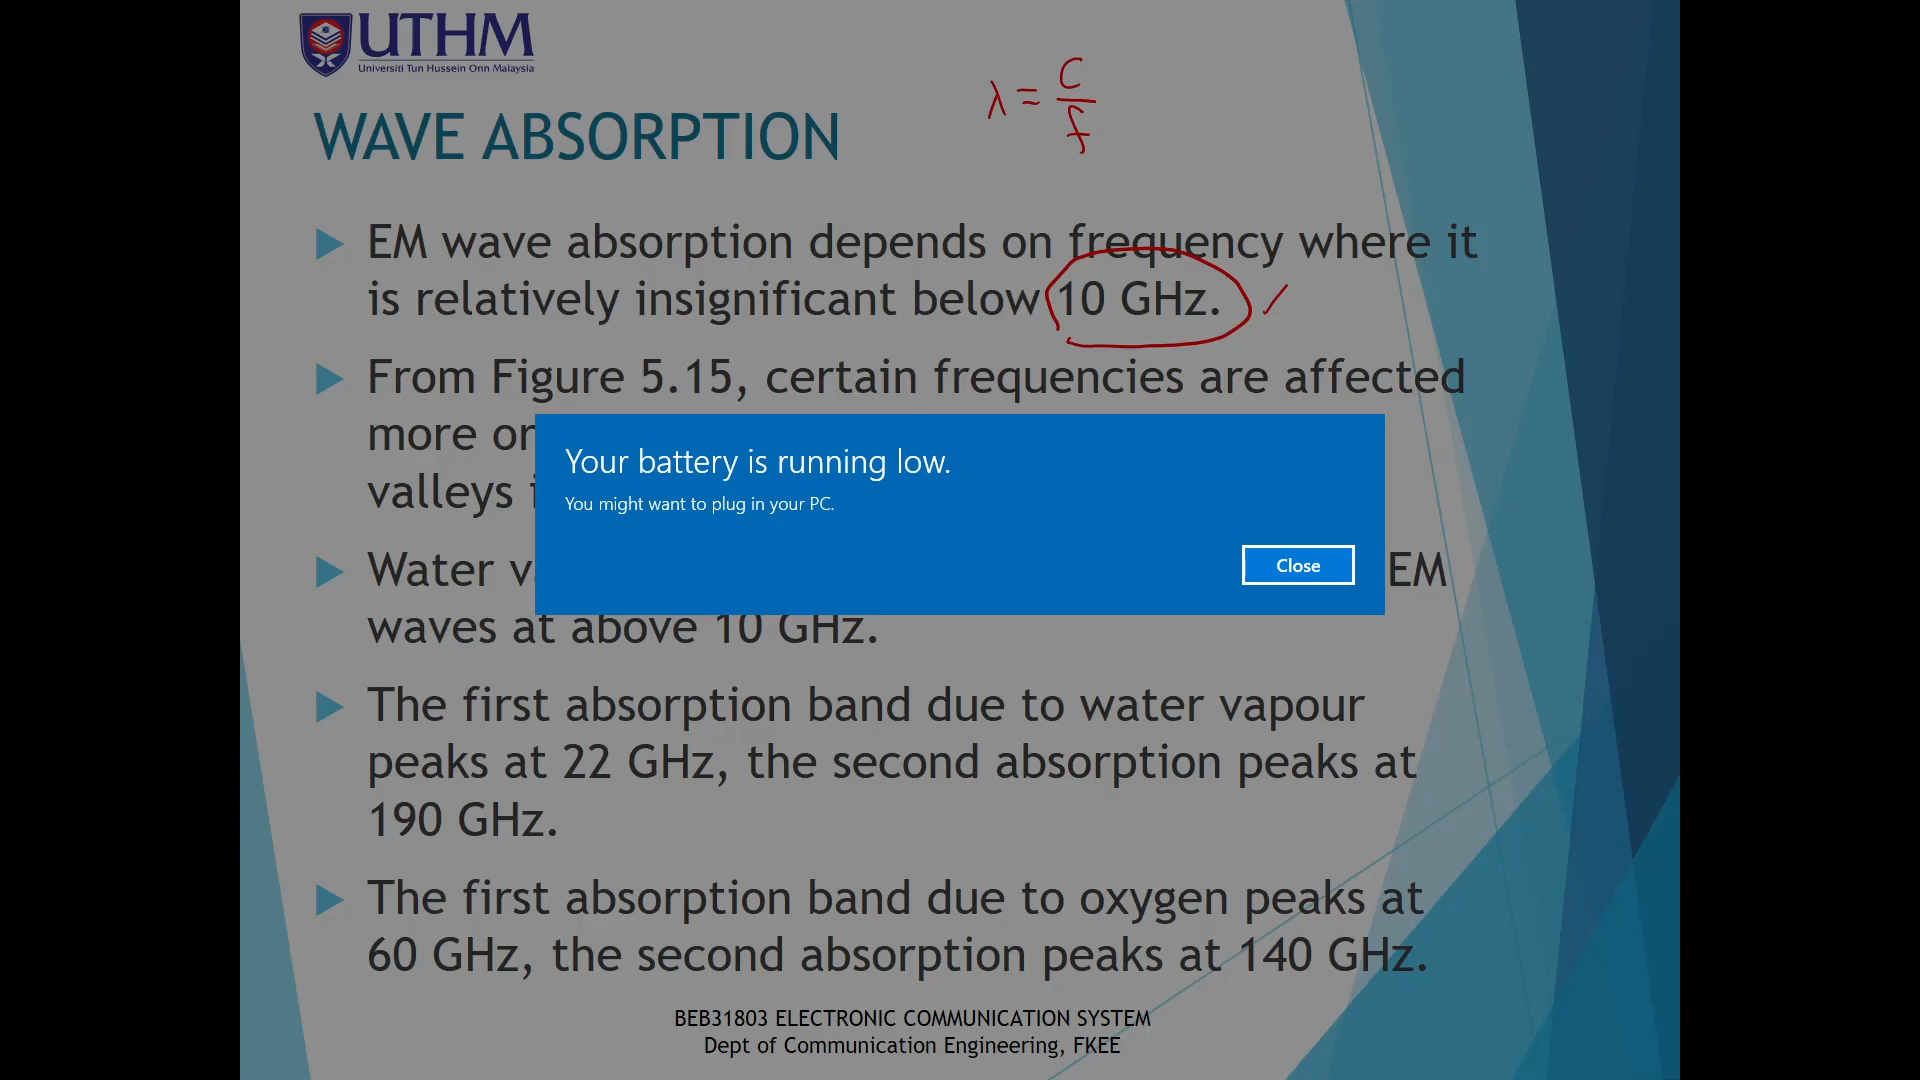 UTHM
Universiti Tun Hussein Onn Malaysia
λ = c
f
WAVE ABSORPTION
EM wave absorption depends on frequency where it
is relatively insignificant below 10 GHz.
From Figure 5.15, certain frequencies are affected
more or
valleys
Your battery is running low.
You might want to plug in your PC.
Close
Water EM
waves at above 10 GHz.
The first absorption band due to water vapour
peaks at 22 GHz, the second absorption peaks at
190 GHz.
The first absorption band due to oxygen peaks at
60 GHz, the second absorption peaks at 140 GHz.
BEB31803 ELECTRONIC COMMUNICATION SYSTEM
Dept of Communication Engineering, FKEE